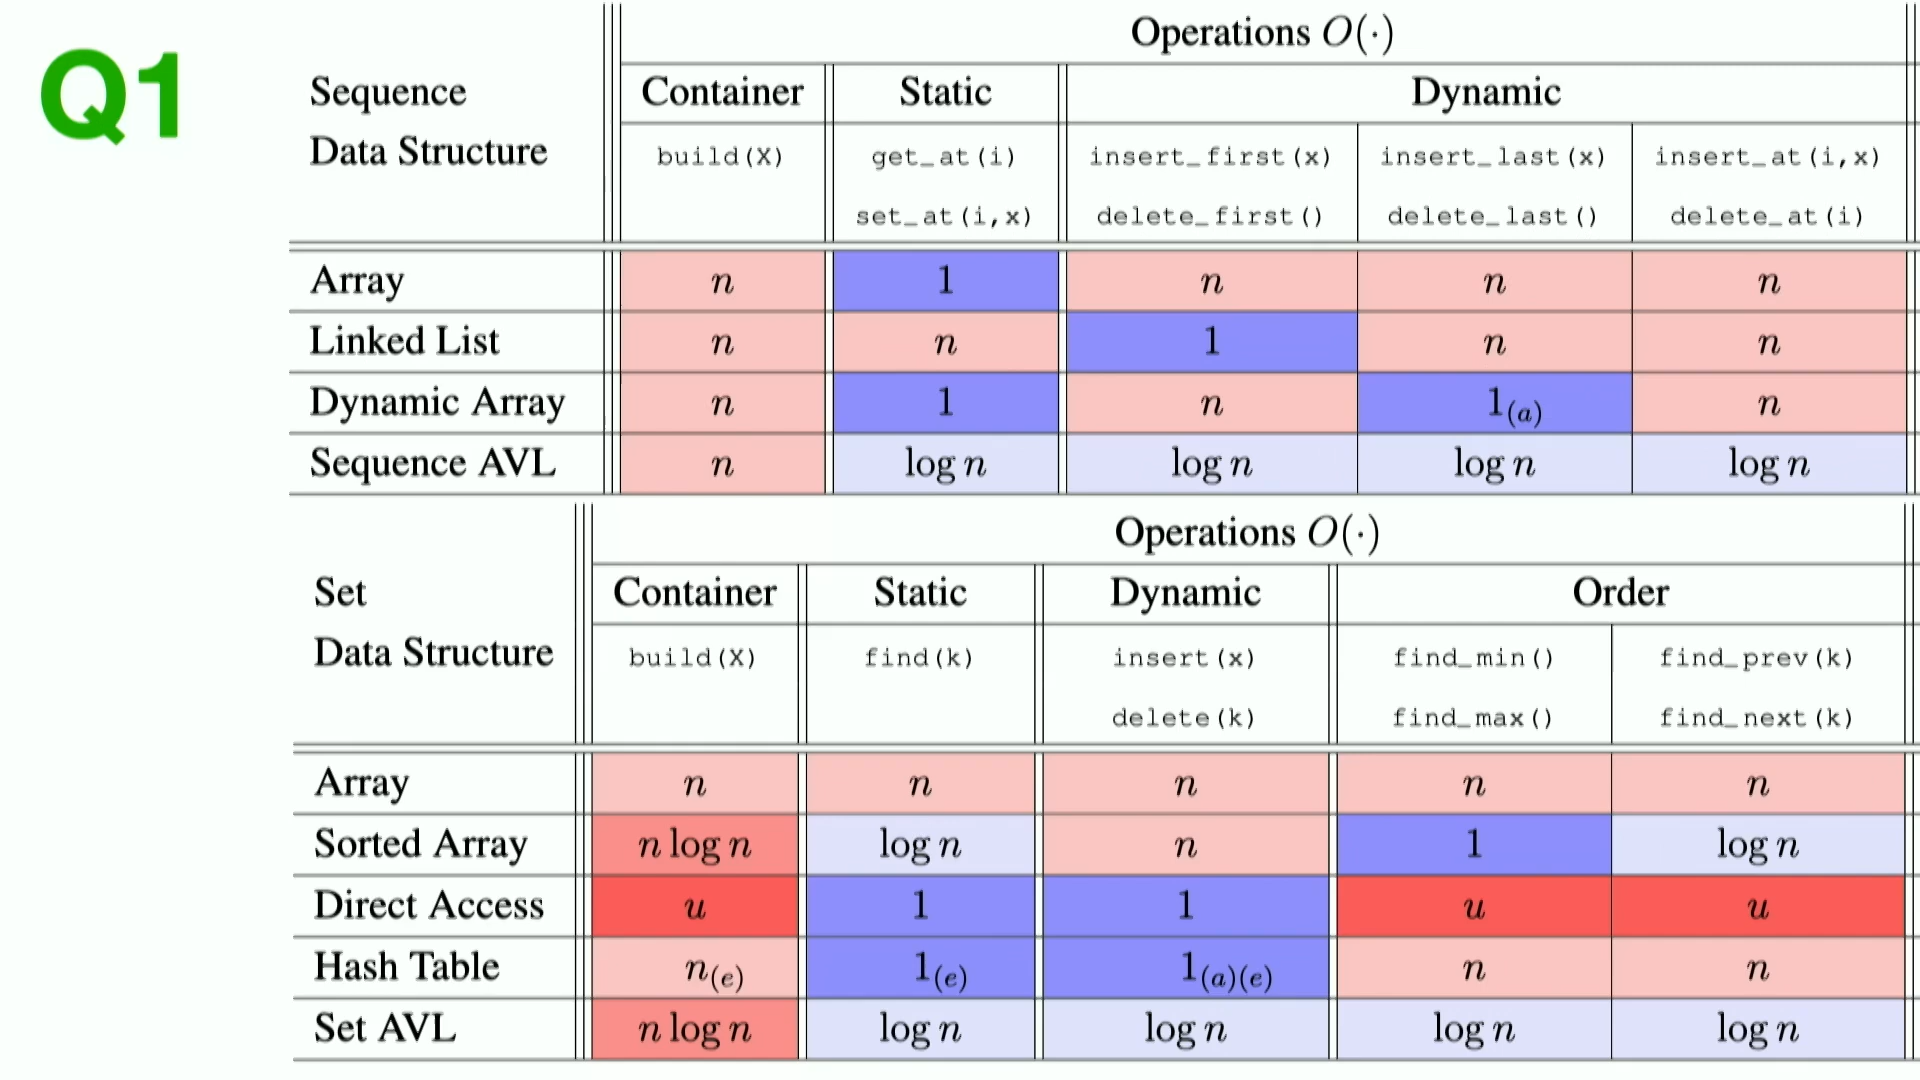 Q1
Operations O(·)
Sequence Container Static Dynamic
Data Structure build(X) get_at(i) insert_first(x) insert_last(x) insert_at(i,x)
set_at(i,x) delete_first() delete_last() delete_at(i)
Array n 1 n n n
Linked List n n 1 n n
Dynamic Array n 1 n 1(a) n
Sequence AVL n log n log n log n log n
Operations O(·)
Set Container Static Dynamic Order
Data Structure build(X) find(k) insert(x) find_min() find_prev(k)
delete(k) find_max() find_next(k)
Array n n n n n
Sorted Array n log n log n n 1 log n
Direct Access u 1 1 u u
Hash Table n(e) 1(e) 1(a)(e) n n
Set AVL n log n log n log n log n log n